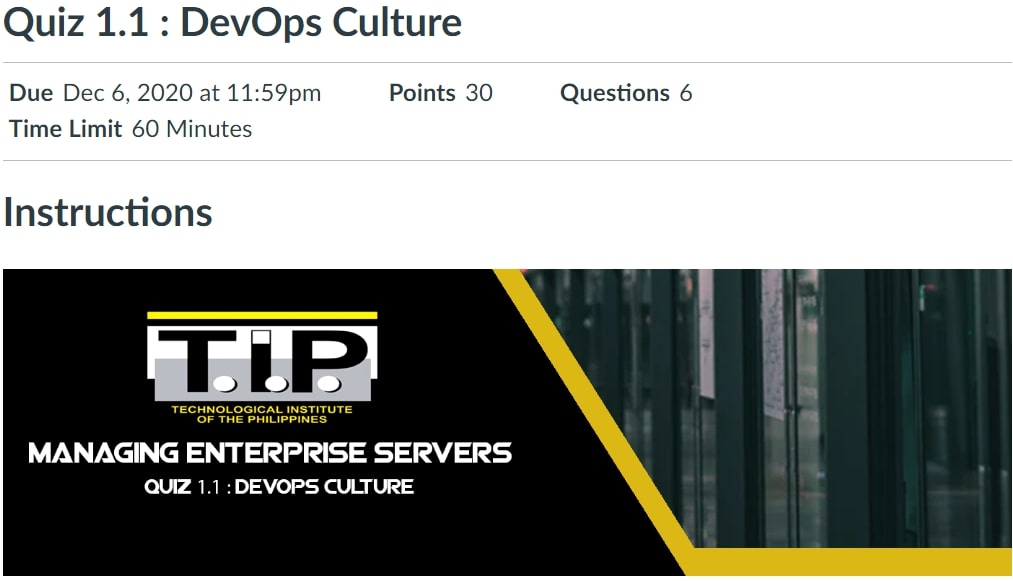 Quiz 1.1 : DevOps Culture
Due Dec 6, 2020 at 11:59pm Points 30 Questions 6
Time Limit 60 Minutes
Instructions
T.I.P.
TECHNOLOGICAL INSTITUTE
OF THE PHILIPPINES
MANAGING ENTERPRISE SERVERS
QUIZ 1.1 : DEVOPS CULTURE